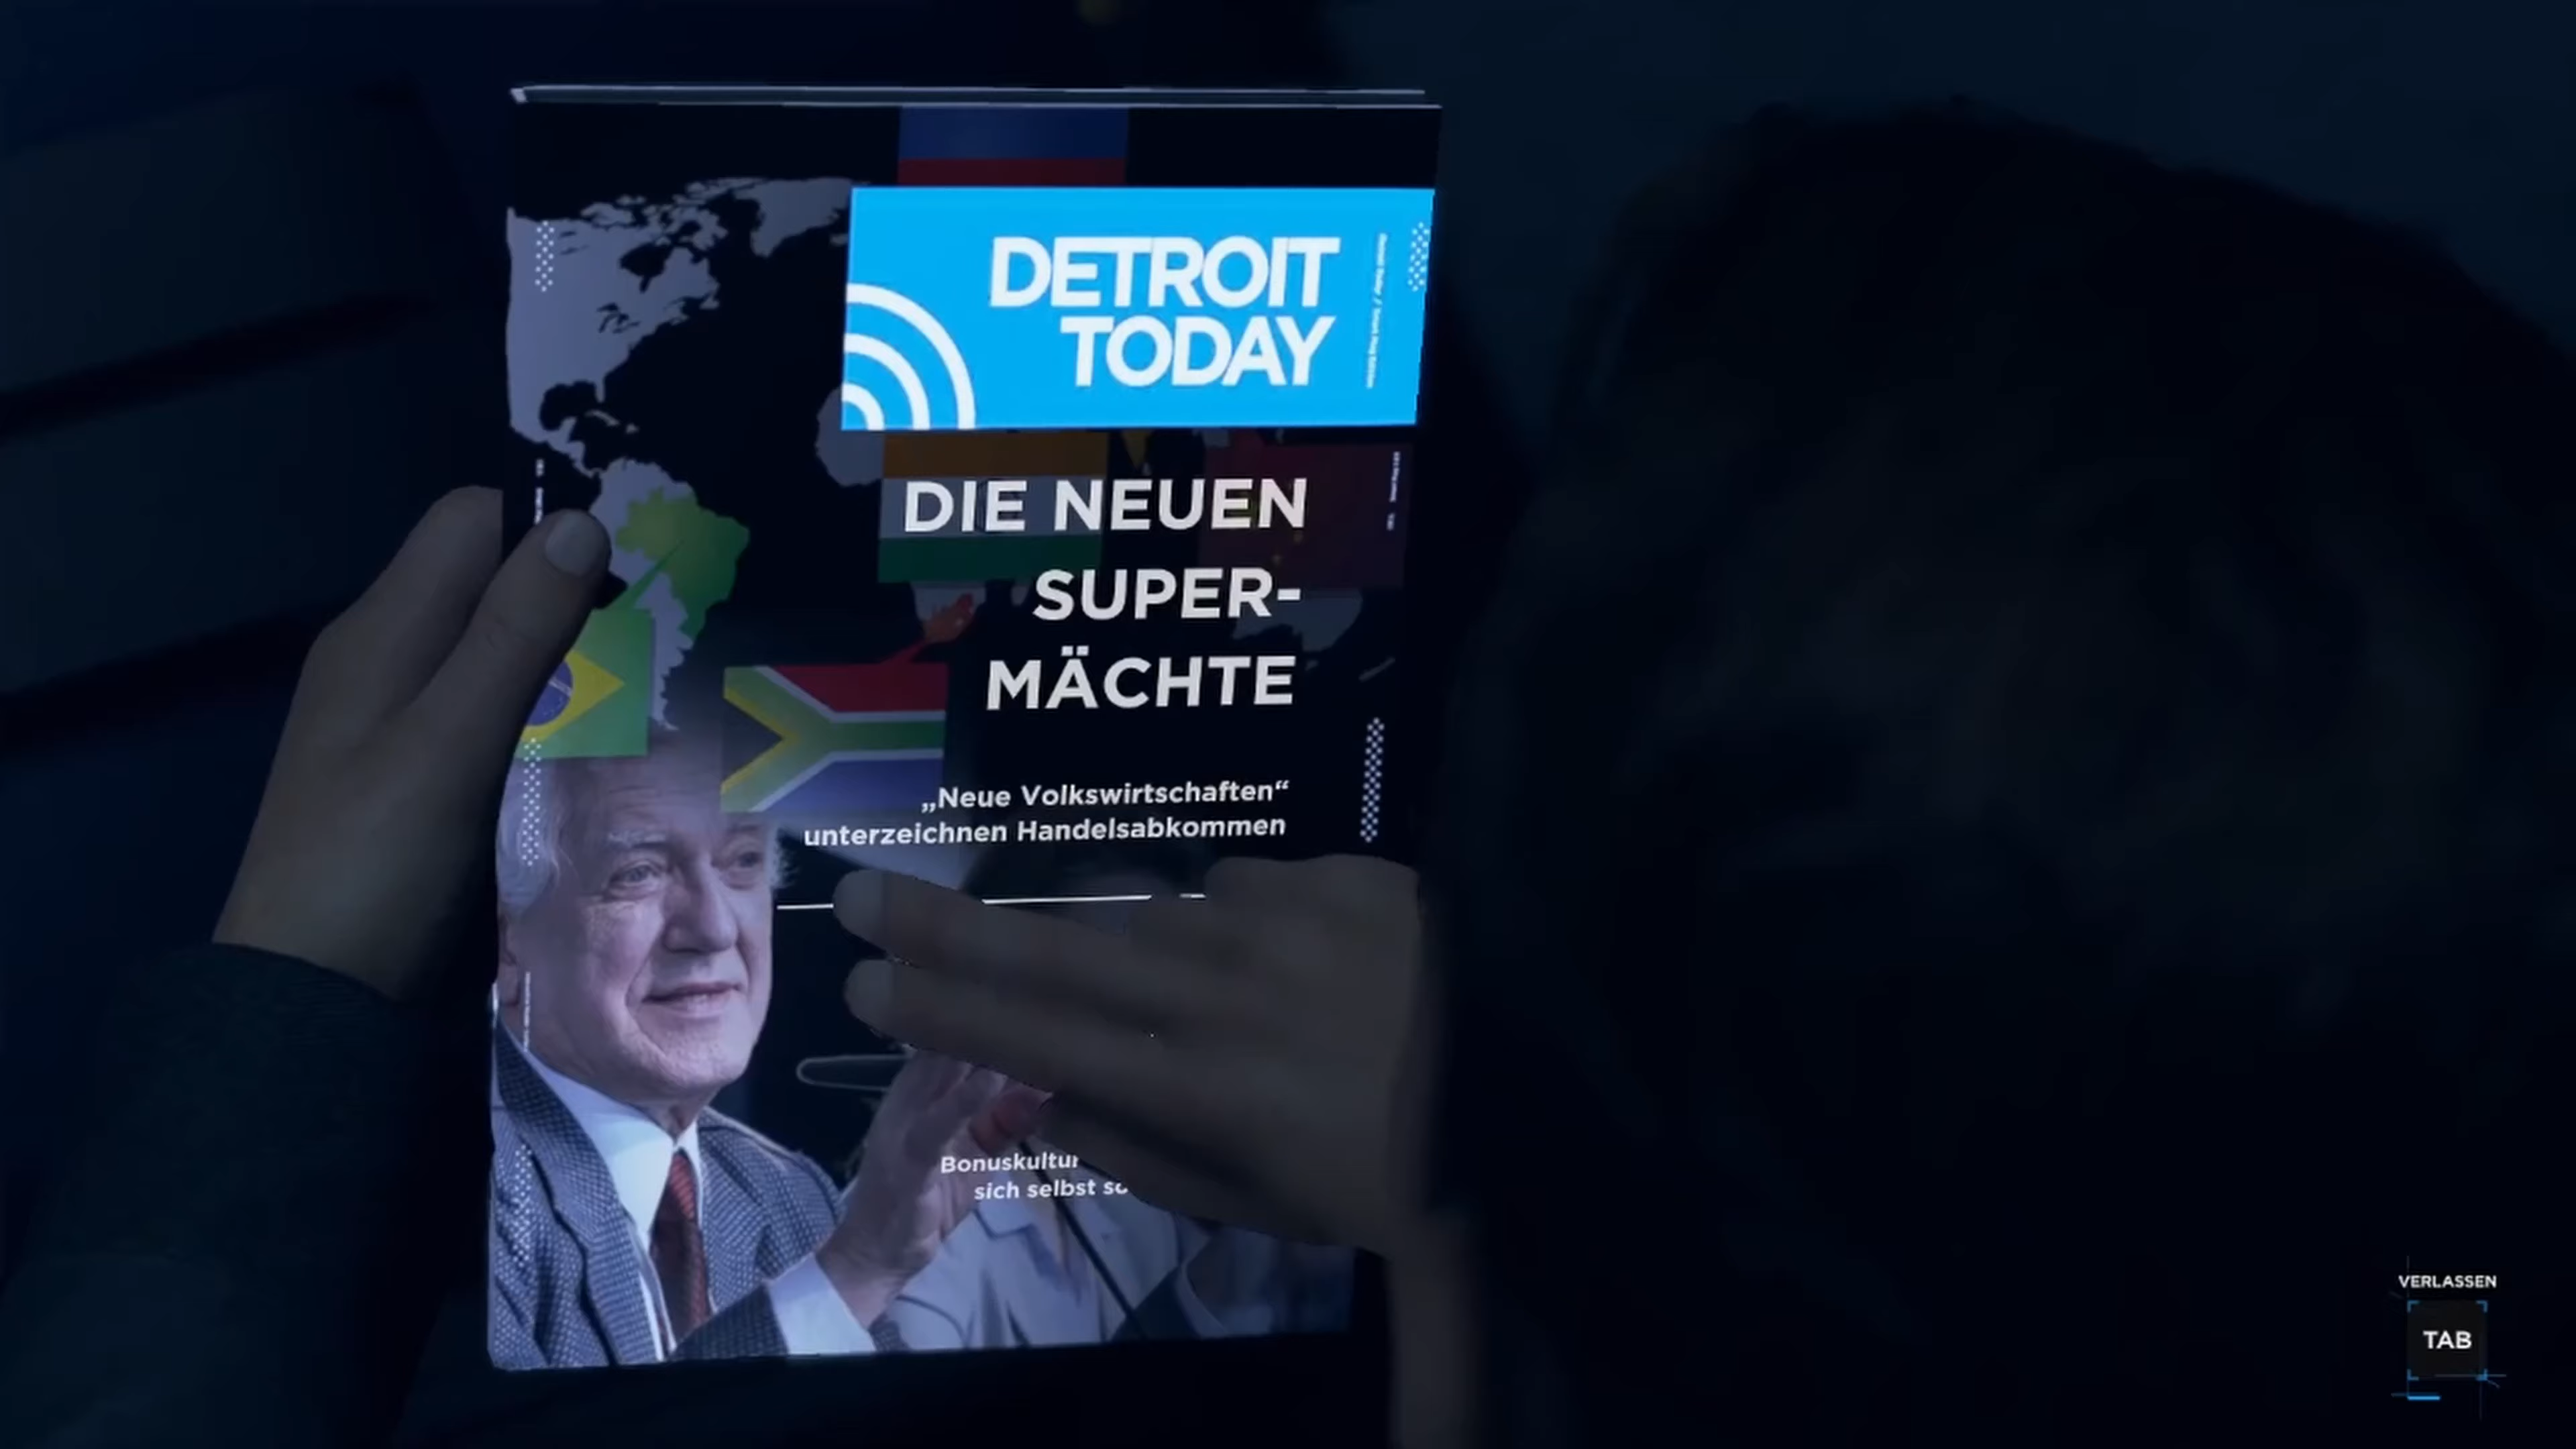 DETROIT
TODAY
DIE NEUEN
SUPER-
MÄCHTE
„Neue Volkswirtschaften“
unterzeichnen Handelsabkommen
Bonuskultur
sich selbst
VERLASSEN
TAB